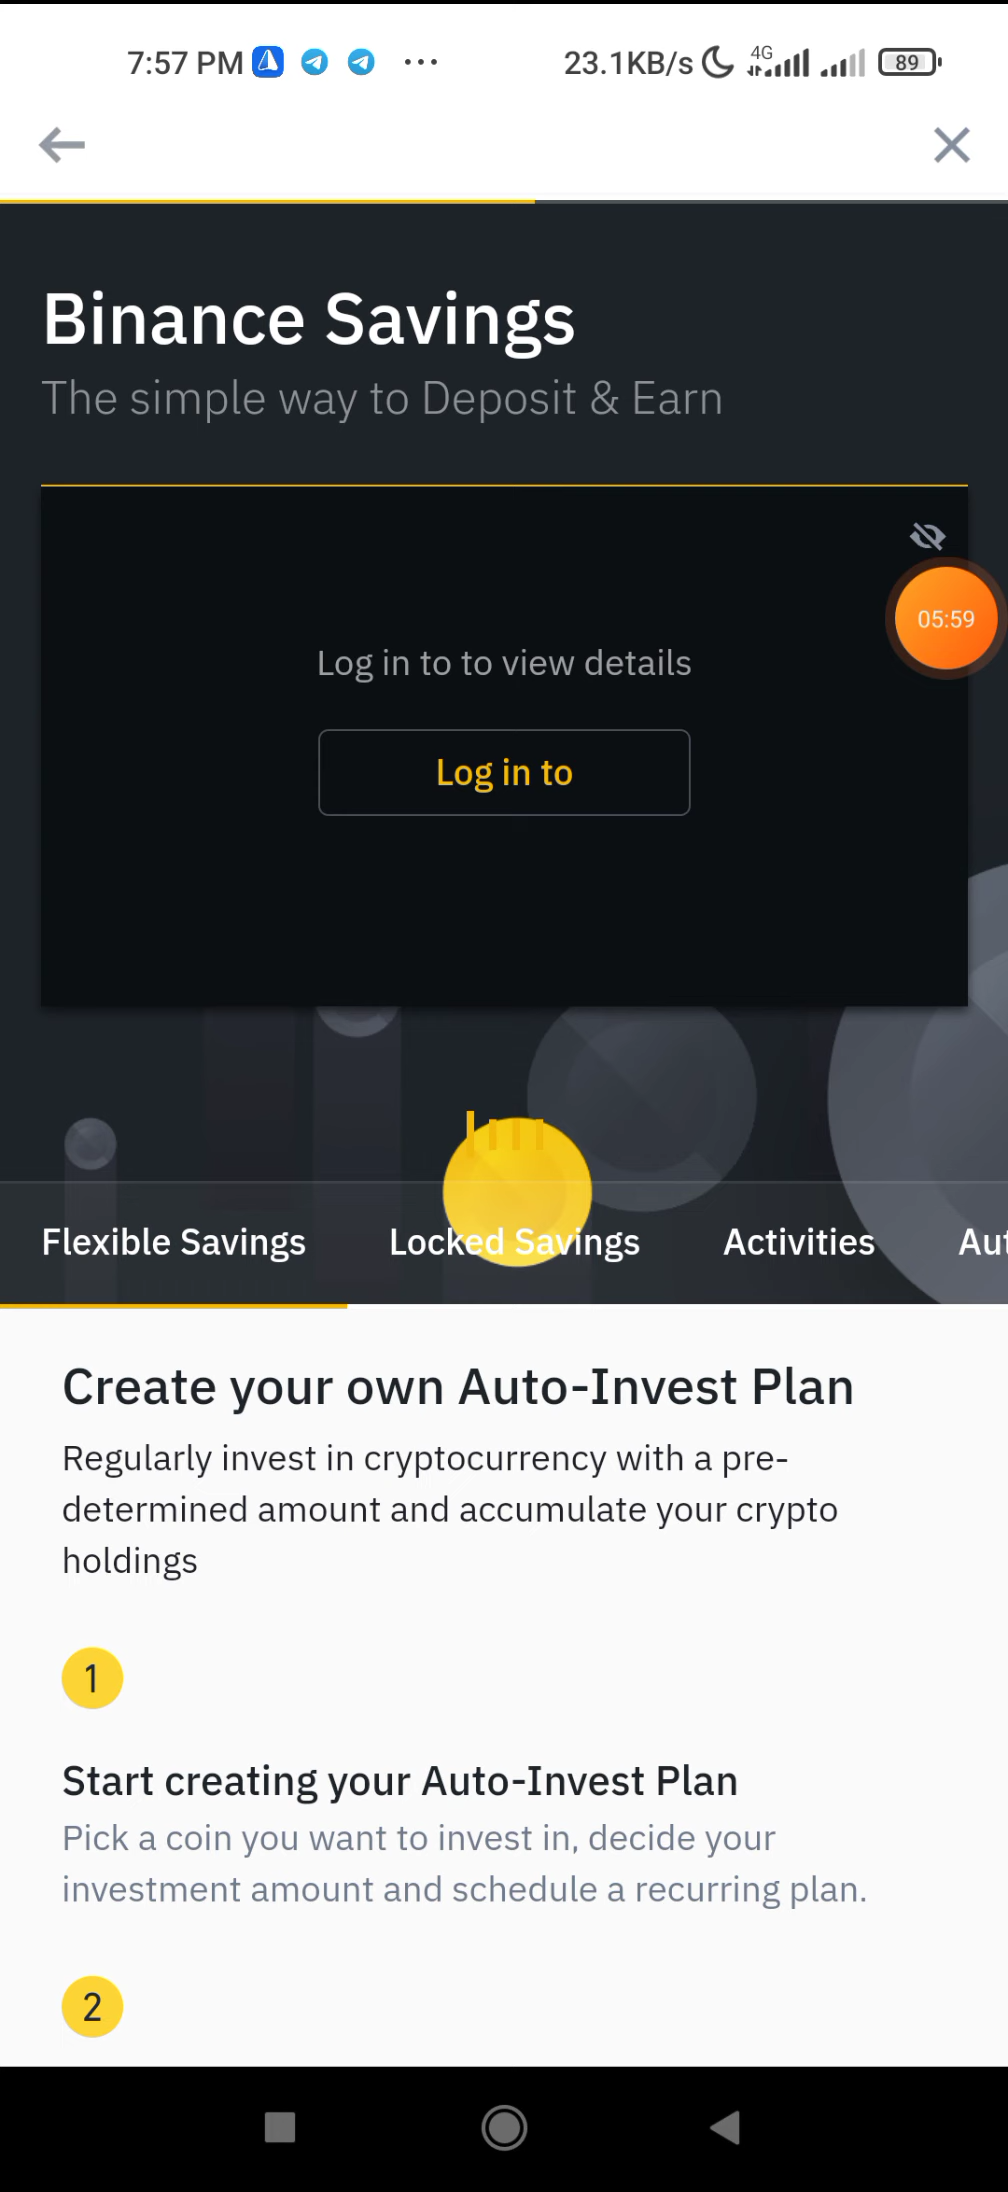 7:57 PM 23.1KB/s 4G 89
Binance Savings
The simple way to Deposit & Earn
05:59
Log in to to view details
Log in to
Flexible Savings Locked Savings Activities Aut
Create your own Auto-Invest Plan
Regularly invest in cryptocurrency with a pre-
determined amount and accumulate your crypto
holdings
1
Start creating your Auto-Invest Plan
Pick a coin you want to invest in, decide your
investment amount and schedule a recurring plan.
2